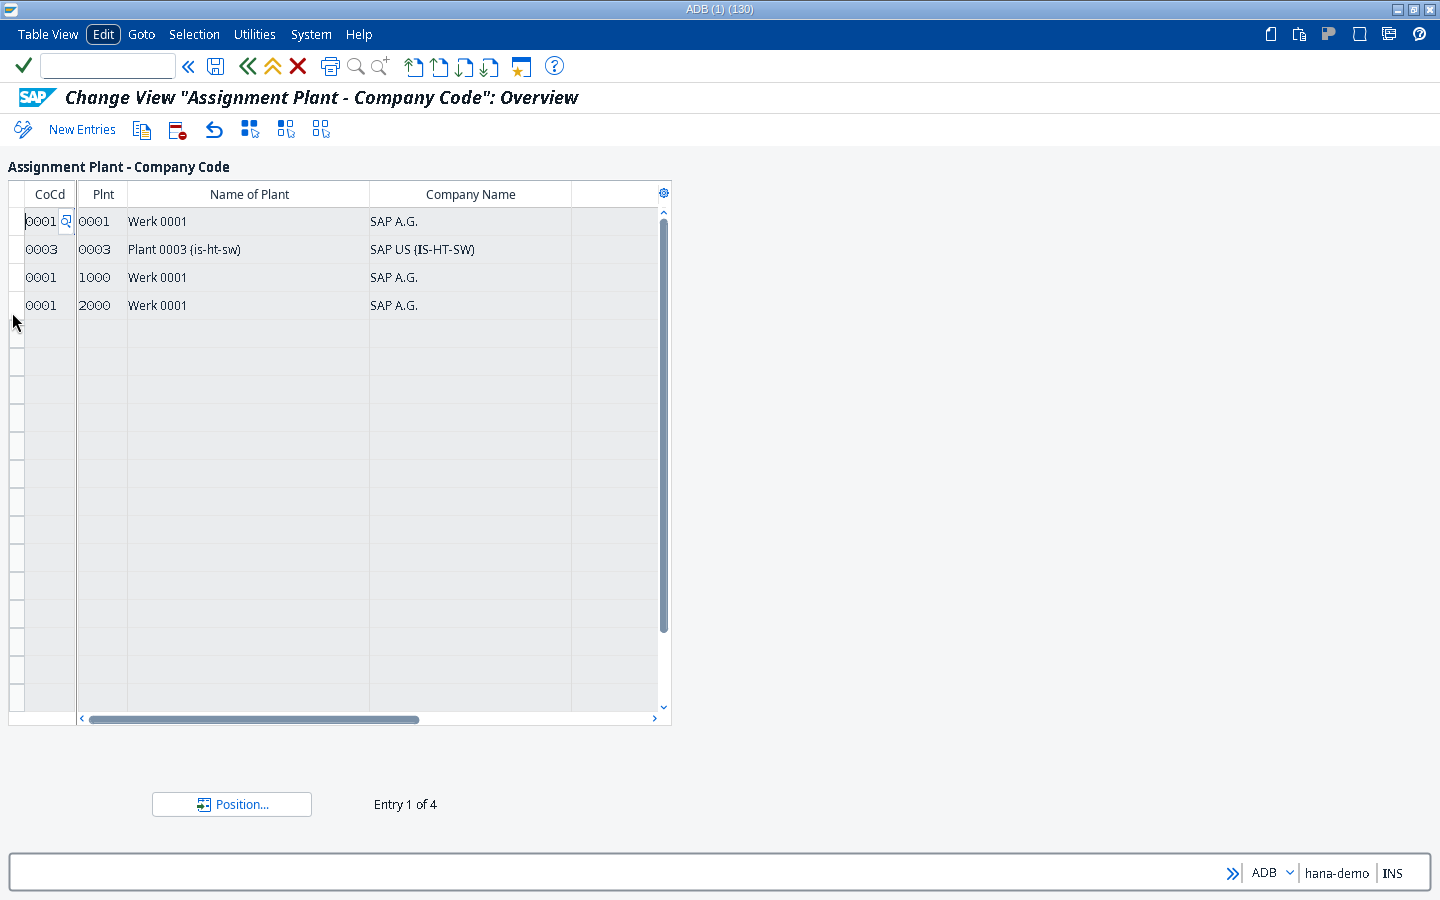 ADB (1) (130)
Table View Edit Goto Selection Utilities System Help
SAP Change View "Assignment Plant - Company Code": Overview
New Entries
Assignment Plant - Company Code
CoCd Plnt Name of Plant Company Name
0001 0001 Werk 0001 SAP A.G.
0003 0003 Plant 0003 (is-ht-sw) SAP US (IS-HT-SW)
0001 1000 Werk 0001 SAP A.G.
0001 2000 Werk 0001 SAP A.G.
Position... Entry 1 of 4
ADB hana-demo INS